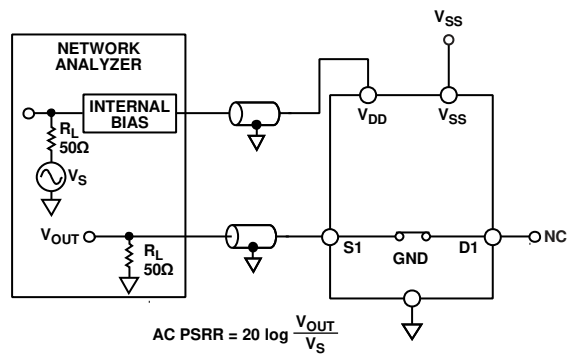 VSS
NETWORK
ANALYZER
INTERNAL
BIAS
RL
50Ω
VS
VDD
VSS
VOUT
RL
50Ω
S1
GND
D1
NC
AC PSRR = 20 log VOUT
VS